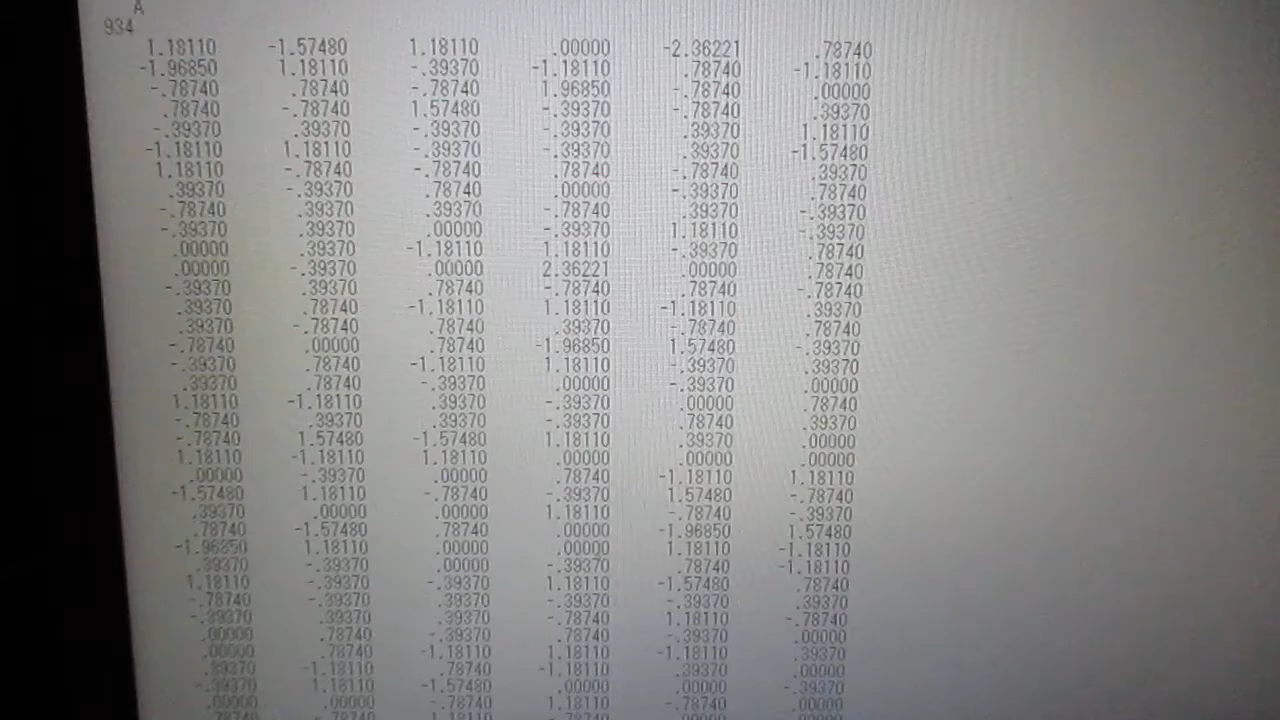 A
934
1.18110 -1.57480 1.18110 .00000 -2.36221 .78740
-1.96850 1.18110 -.39370 -1.18110 .78740 -1.18110
-.78740 .78740 -.78740 1.96850 -.78740 .00000
.78740 -.78740 1.57480 -.39370 -.78740 .39370
-.39370 .39370 -.39370 -.39370 .39370 1.18110
-1.18110 1.18110 -.39370 -.39370 .39370 -1.57480
1.18110 -.78740 -.78740 .78740 -.78740 .39370
.39370 -.39370 .78740 .00000 -.39370 .78740
-.78740 .39370 .39370 -.78740 .39370 -.39370
-.39370 .39370 .00000 -.39370 1.18110 -.39370
.00000 .39370 -1.18110 1.18110 -.39370 .78740
.00000 -.39370 .00000 2.36221 .00000 .78740
-.39370 .39370 .78740 -.78740 .78740 -.78740
.39370 .78740 -1.18110 1.18110 -1.18110 .39370
.39370 -.78740 .78740 .39370 -.78740 .78740
-.78740 .00000 .78740 -1.96850 1.57480 -.39370
-.39370 .78740 -1.18110 1.18110 -.39370 .39370
.39370 .78740 -.39370 .00000 -.39370 .00000
1.18110 -1.18110 .39370 -.39370 .00000 .78740
-.78740 .39370 .39370 -.39370 .78740 .39370
-.78740 1.57480 -1.57480 1.18110 .39370 .00000
1.18110 -1.18110 1.18110 .00000 .00000 .00000
.00000 -.39370 .00000 .78740 -1.18110 1.18110
-1.57480 1.18110 -.78740 -.39370 1.57480 -.78740
.39370 .00000 .00000 1.18110 -.78740 -.39370
.78740 -1.57480 .78740 .00000 -1.96850 1.57480
-1.96850 1.18110 .00000 .00000 1.18110 -1.18110
.39370 -.39370 .00000 -.39370 .78740 -1.18110
1.18110 -.39370 -.39370 1.18110 -1.57480 .78740
-.78740 -.39370 .39370 -.39370 -.39370 .39370
-.39370 .39370 .39370 -.78740 1.18110 -.78740
.00000 .78740 -.39370 .78740 -.39370 .00000
.00000 .78740 -1.18110 1.18110 -1.18110 .39370
.39370 -1.18110 .78740 -1.18110 .39370 .00000
-.39370 1.18110 -1.57480 .00000 .00000 -.39370
.00000 .00000 -.78740 1.18110 -.78740 .00000